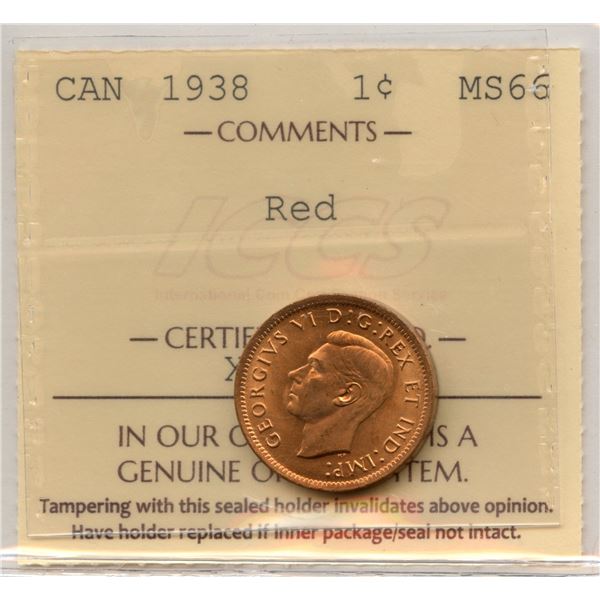 CAN 1938 1¢ MS66
— COMMENTS —
Red
ICCS
International Coin Certification Service
— CERTIF O. —
X
GEORGIVS VI D:G:REX ET IND:IMP:
IN OUR O IS A
GENUINE O ITEM.
Tampering with this sealed holder invalidates above opinion.
Have holder replaced if inner package/seal not intact.